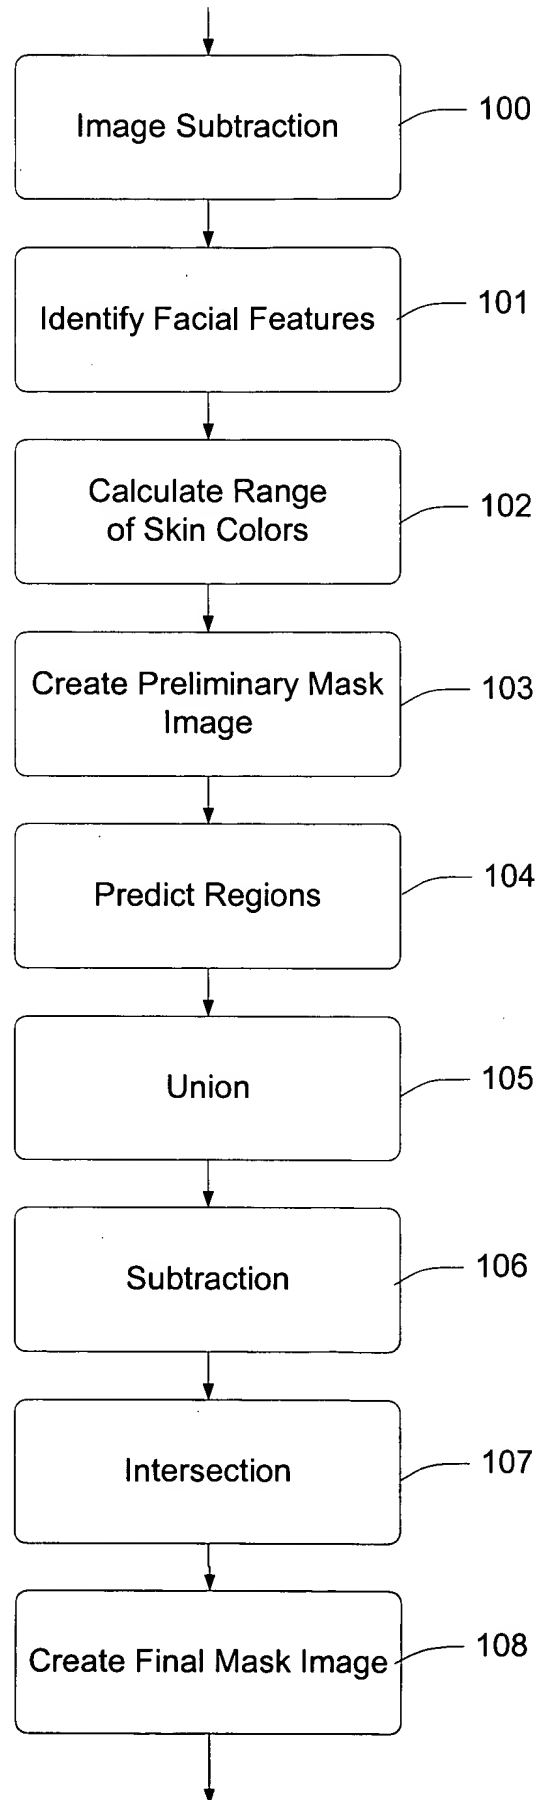 Image Subtraction
100
Identify Facial Features
101
Calculate Range
of Skin Colors
102
Create Preliminary Mask
Image
103
Predict Regions
104
Union
105
Subtraction
106
Intersection
107
Create Final Mask Image
108